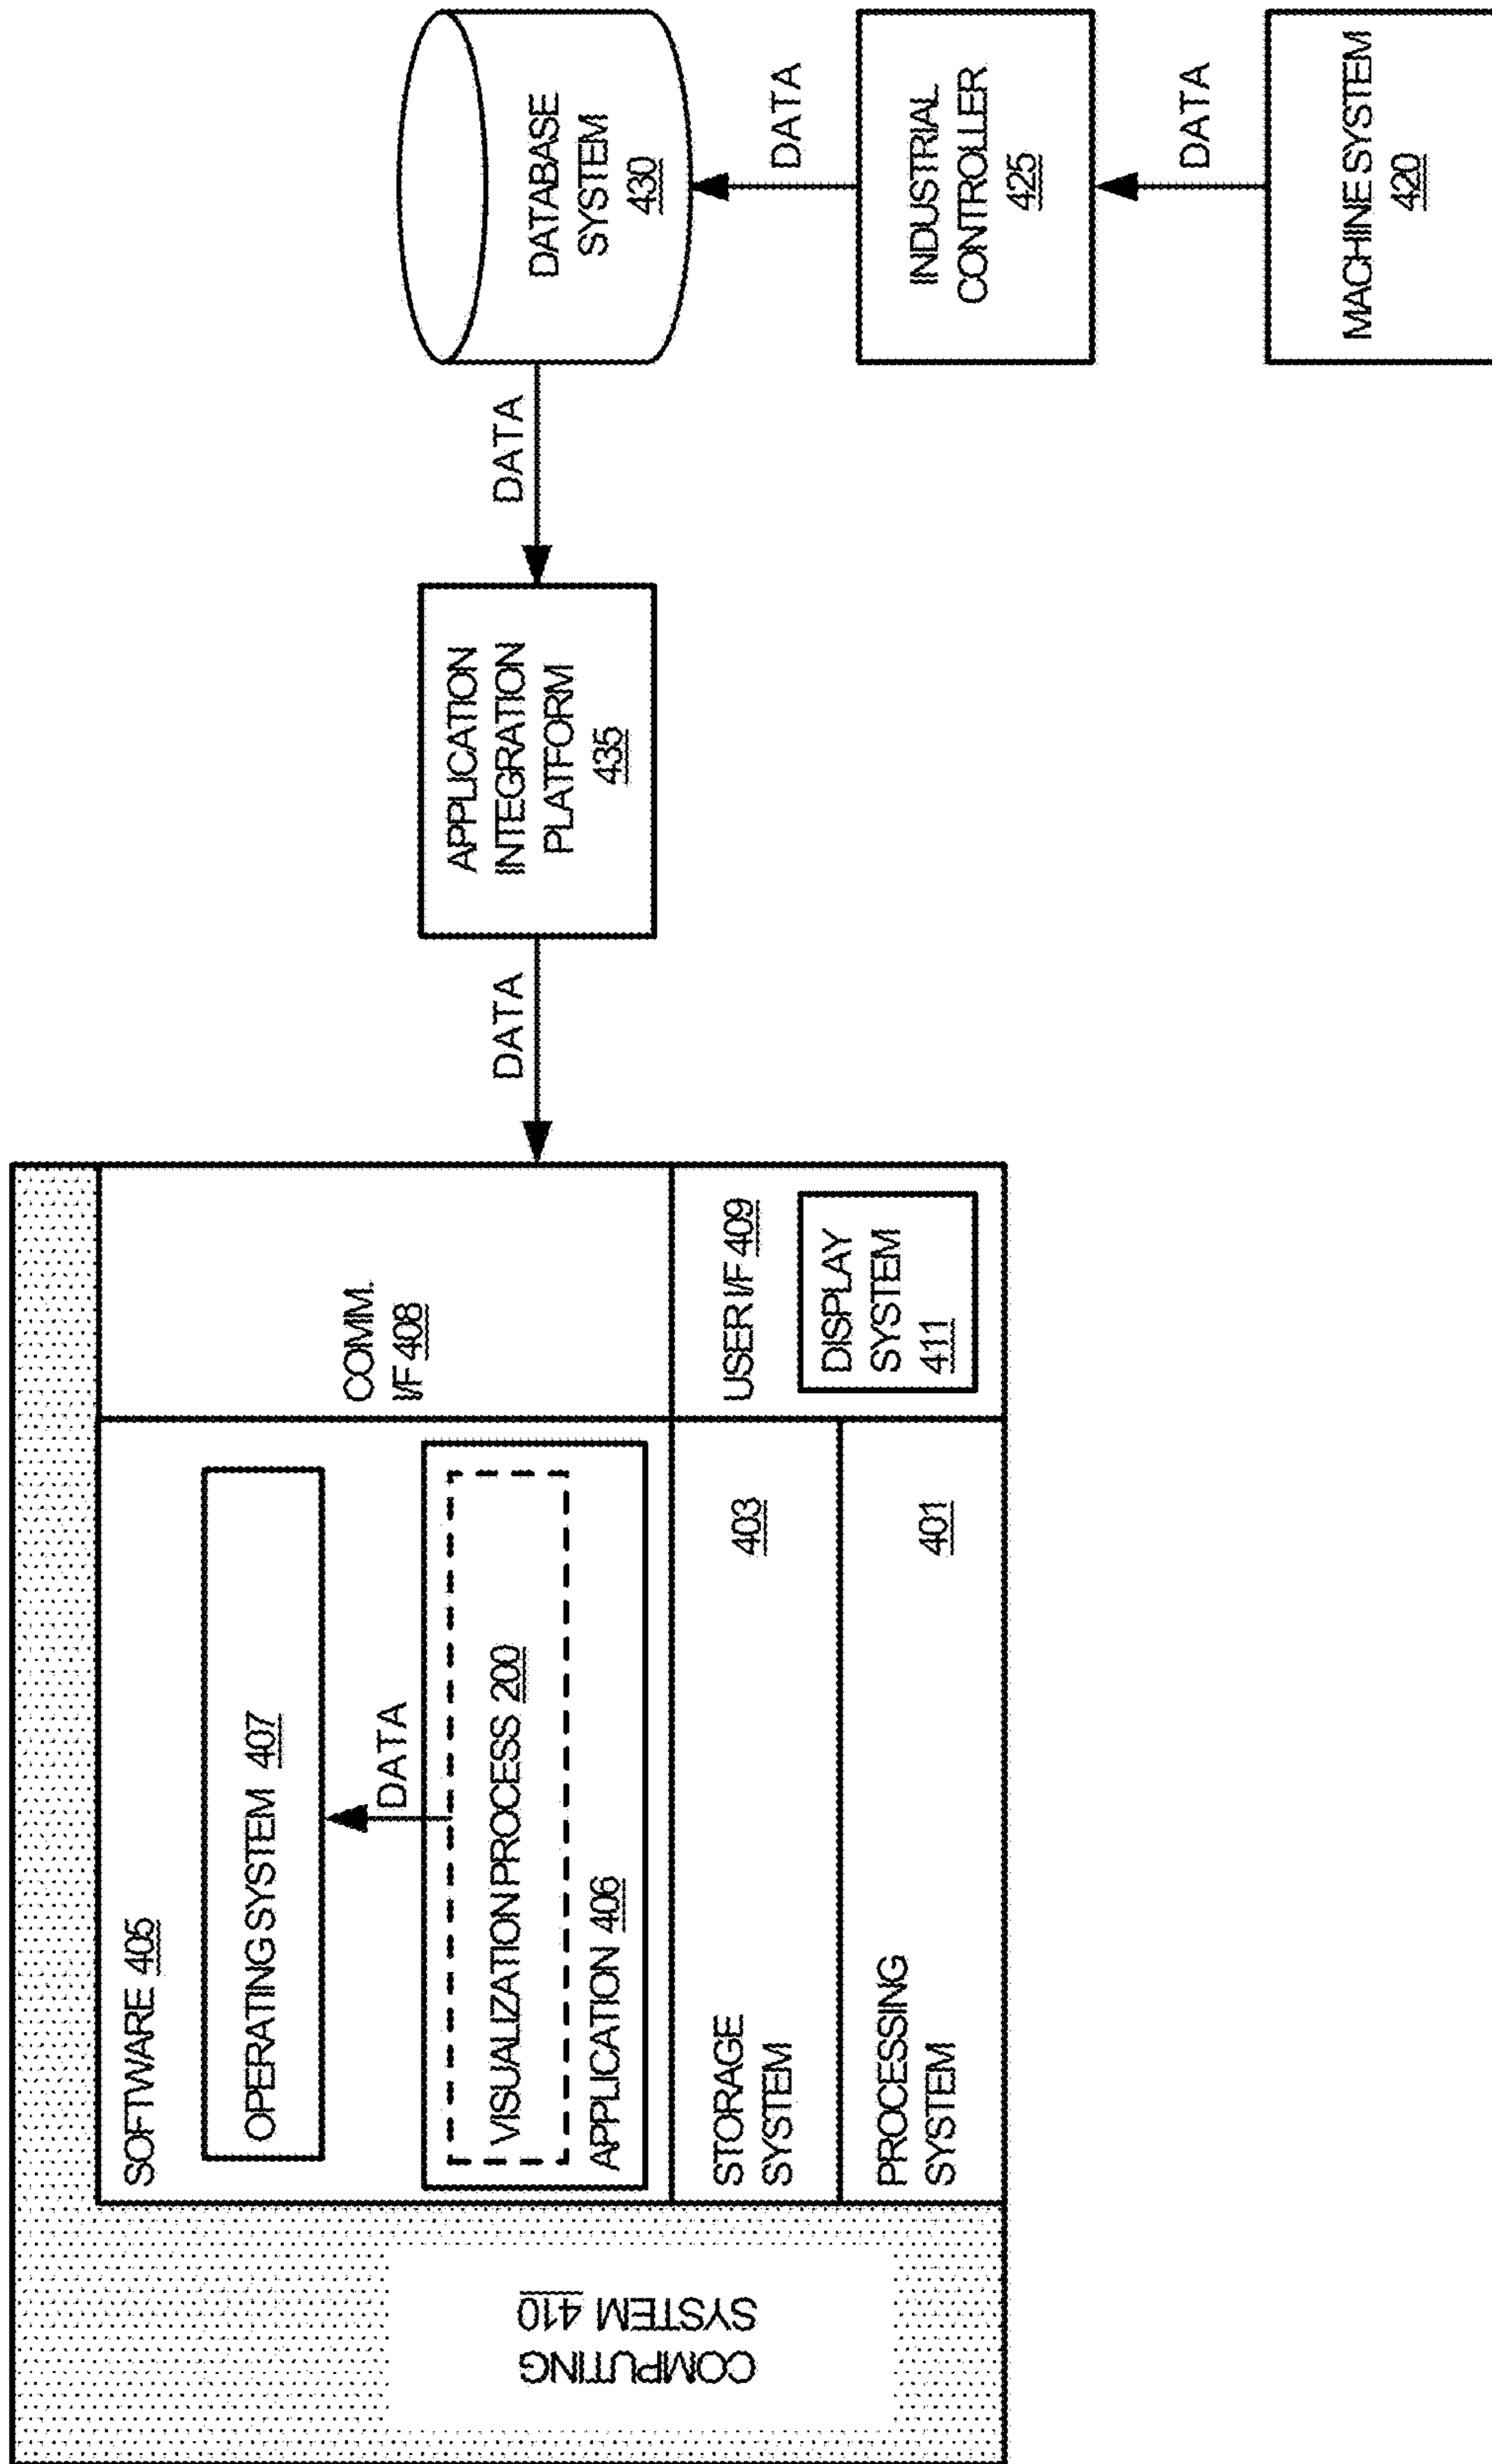 COMPUTING
SYSTEM 410
SOFTWARE 405
OPERATING SYSTEM 407
DATA
VISUALIZATION PROCESS 200
APPLICATION 406
COMM.
I/F 408
STORAGE
SYSTEM
403
PROCESSING
SYSTEM
401
USER I/F 409
DISPLAY
SYSTEM
411
DATA
APPLICATION
INTEGRATION
PLATFORM
435
DATA
DATABASE
SYSTEM
430
DATA
INDUSTRIAL
CONTROLLER
425
DATA
MACHINE SYSTEM
420